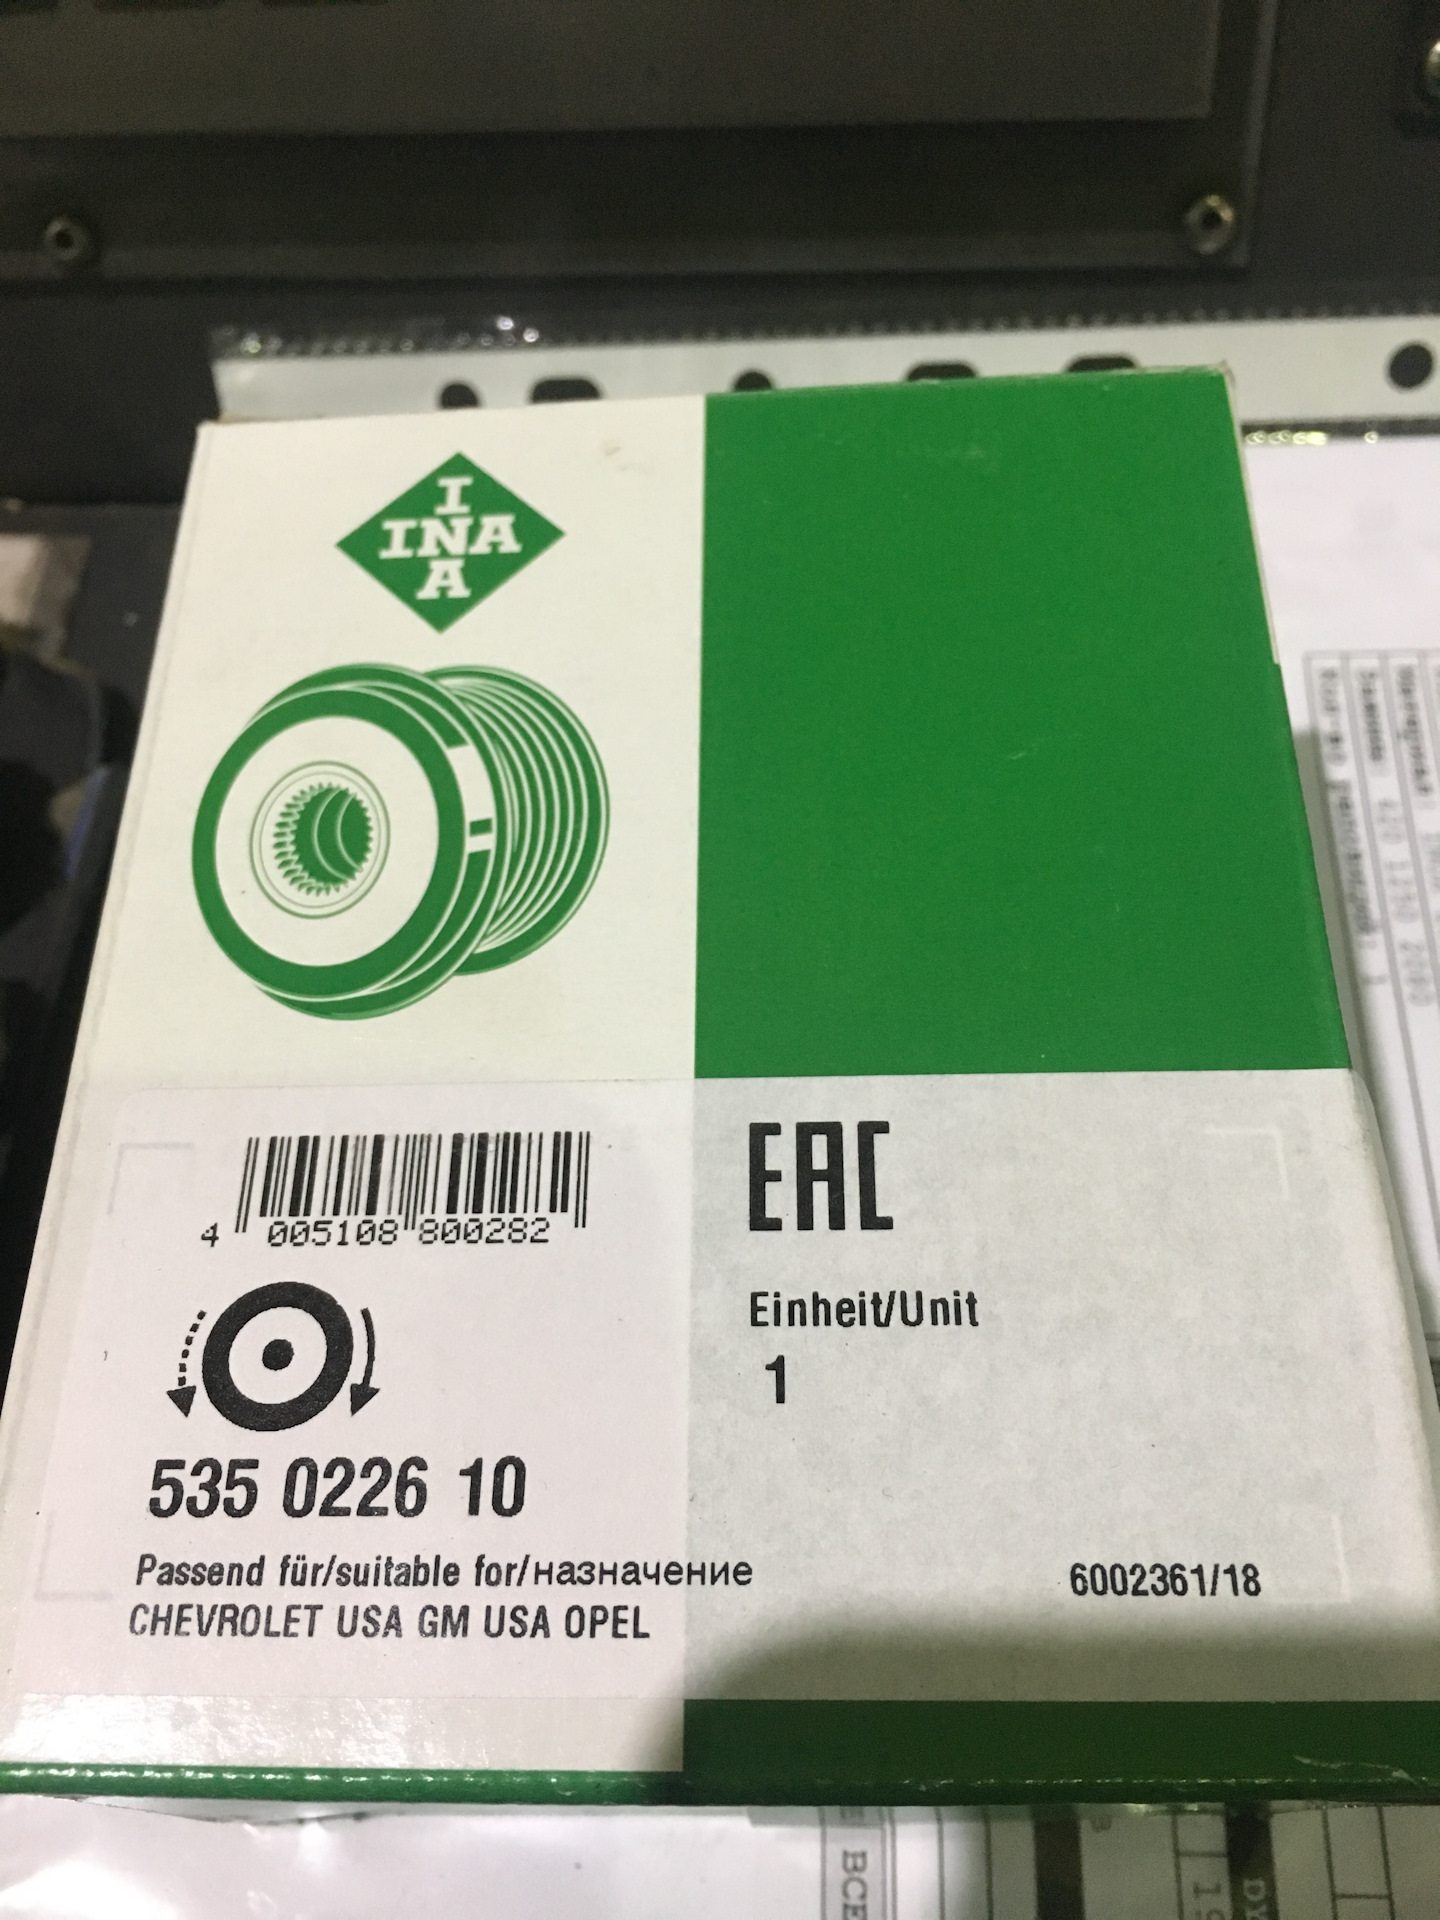 I
INA
A
EAC
4 005108 800282
Einheit/Unit
1
535 0226 10
Passend für/suitable for/назначение
CHEVROLET USA GM USA OPEL
6002361/18
ВСЕ